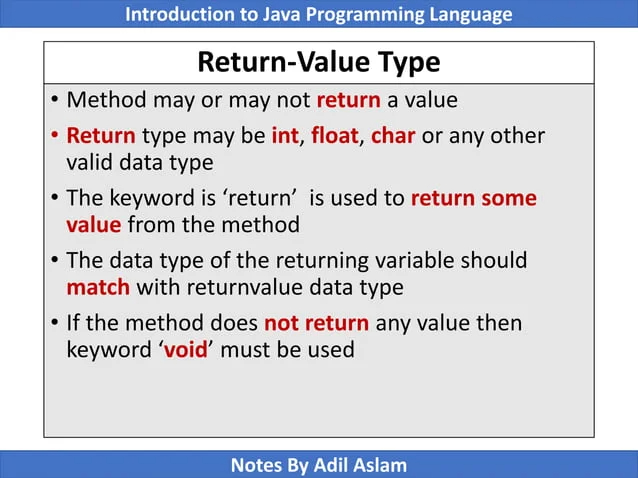 Introduction to Java Programming Language
Return-Value Type
• Method may or may not return a value
• Return type may be int, float, char or any other
valid data type
• The keyword is ‘return’  is used to return some
value from the method
• The data type of the returning variable should
match with returnvalue data type
• If the method does not return any value then
keyword ‘void’ must be used
Notes By Adil Aslam